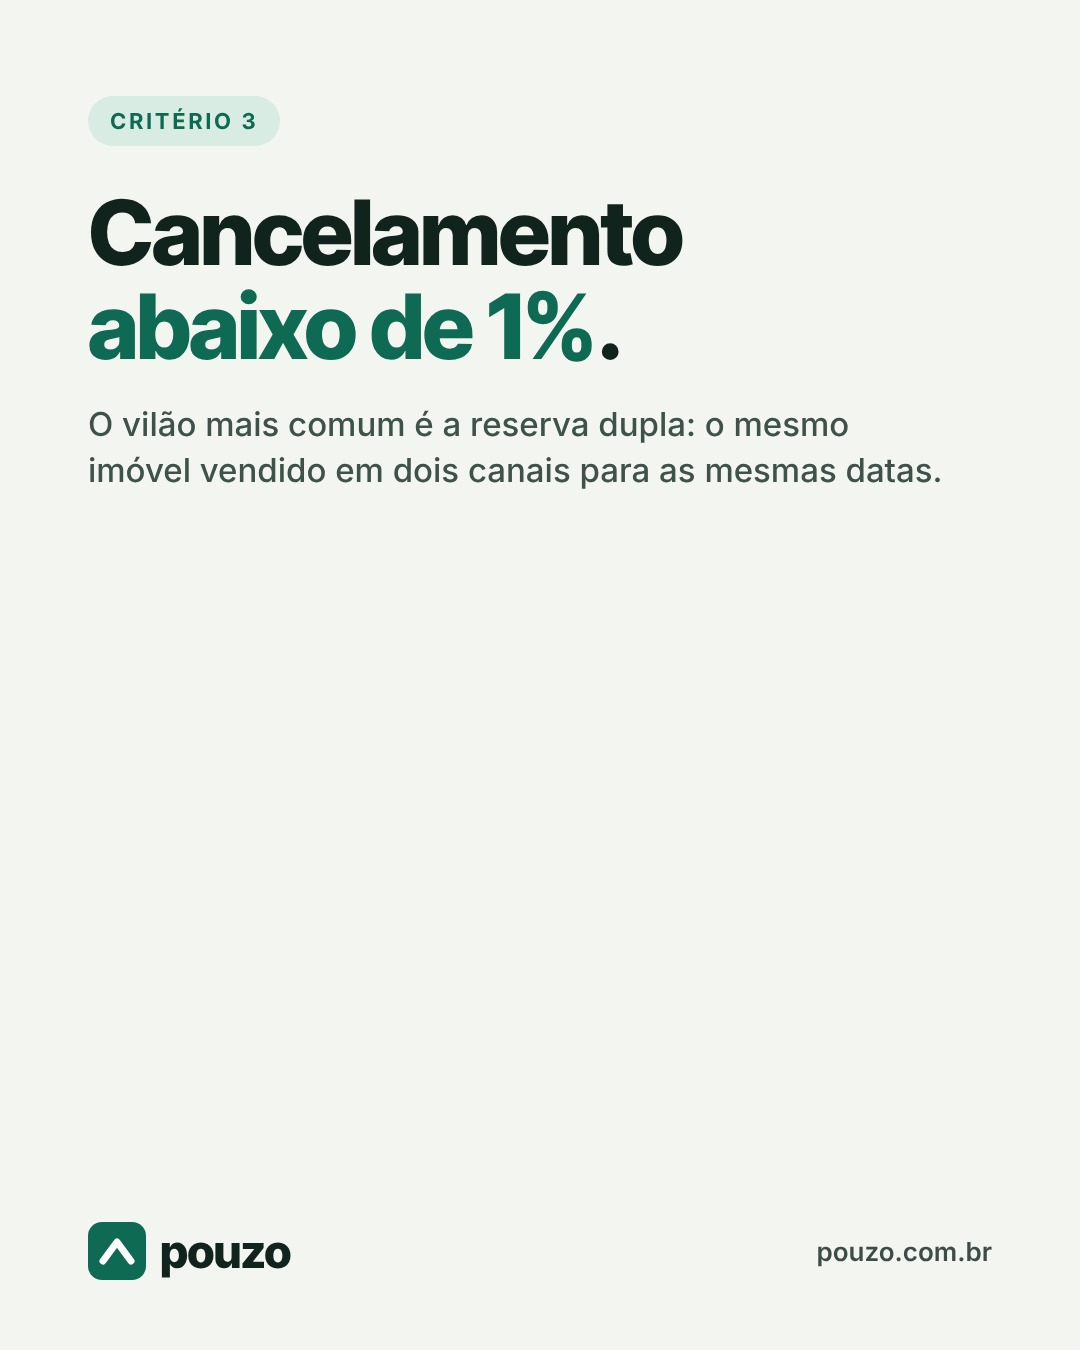 CRITÉRIO 3
Cancelamento
abaixo de 1%.
O vilão mais comum é a reserva dupla: o mesmo
imóvel vendido em dois canais para as mesmas datas.
pouzo
pouzo.com.br